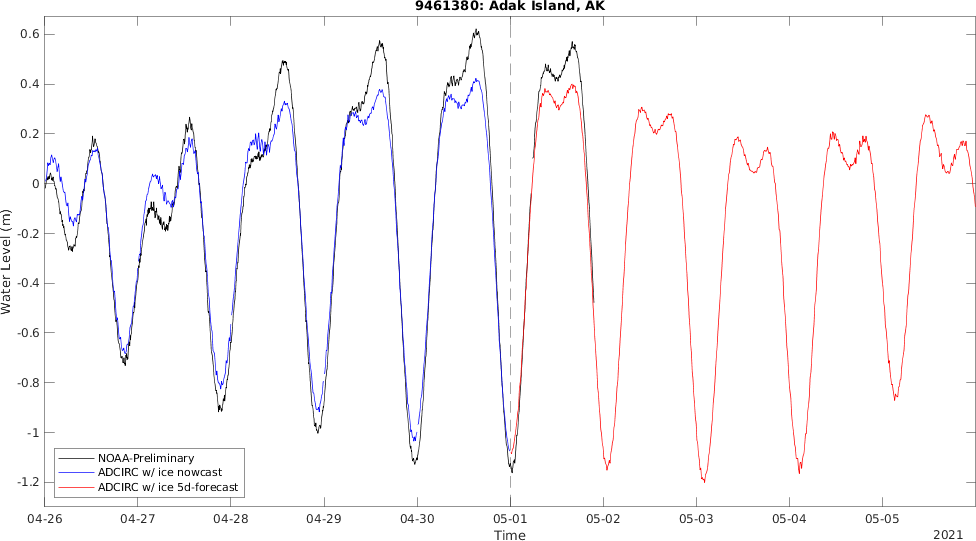 9461380: Adak Island, AK
0.6
0.4
0.2
0
-0.2
-0.4
-0.6
-0.8
-1
-1.2
Water Level (m)
NOAA-Preliminary
ADCIRC w/ ice nowcast
ADCIRC w/ ice 5d-forecast
04-26 04-27 04-28 04-29 04-30 05-01 05-02 05-03 05-04 05-05
Time
2021